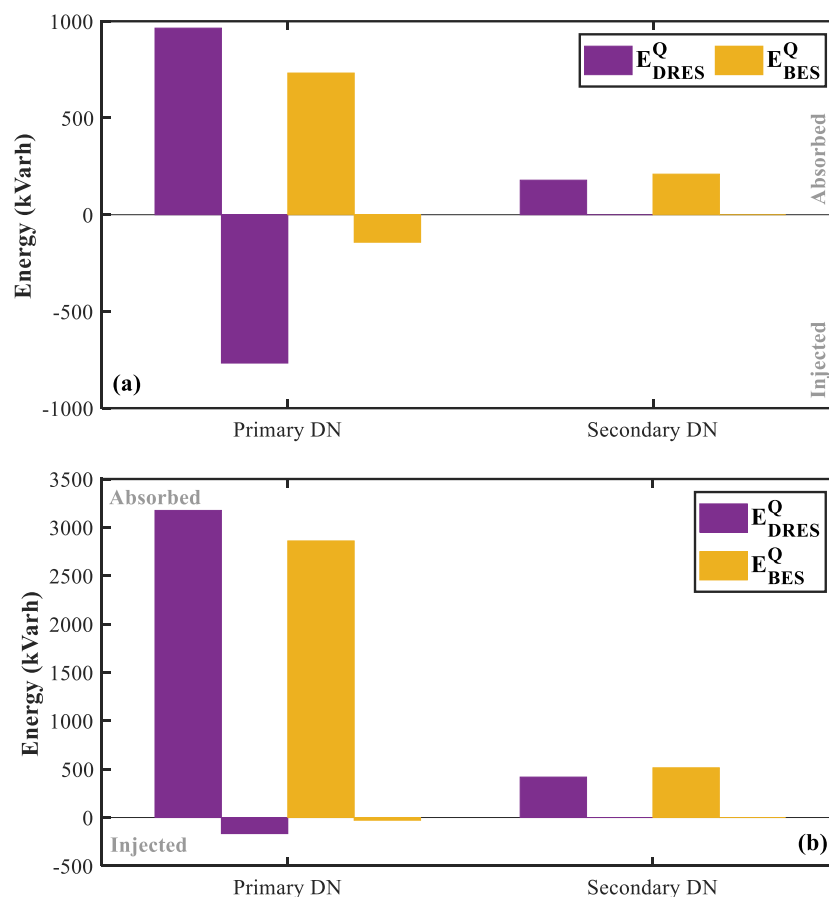 1000
500
0
-500
-1000
Energy (kVarh)
E^Q_DRES E^Q_BES
Absorbed
Injected
(a)
Primary DN Secondary DN
3500
3000
2500
2000
1500
1000
500
0
-500
Energy (kVarh)
Absorbed
E^Q_DRES
E^Q_BES
Injected
(b)
Primary DN Secondary DN